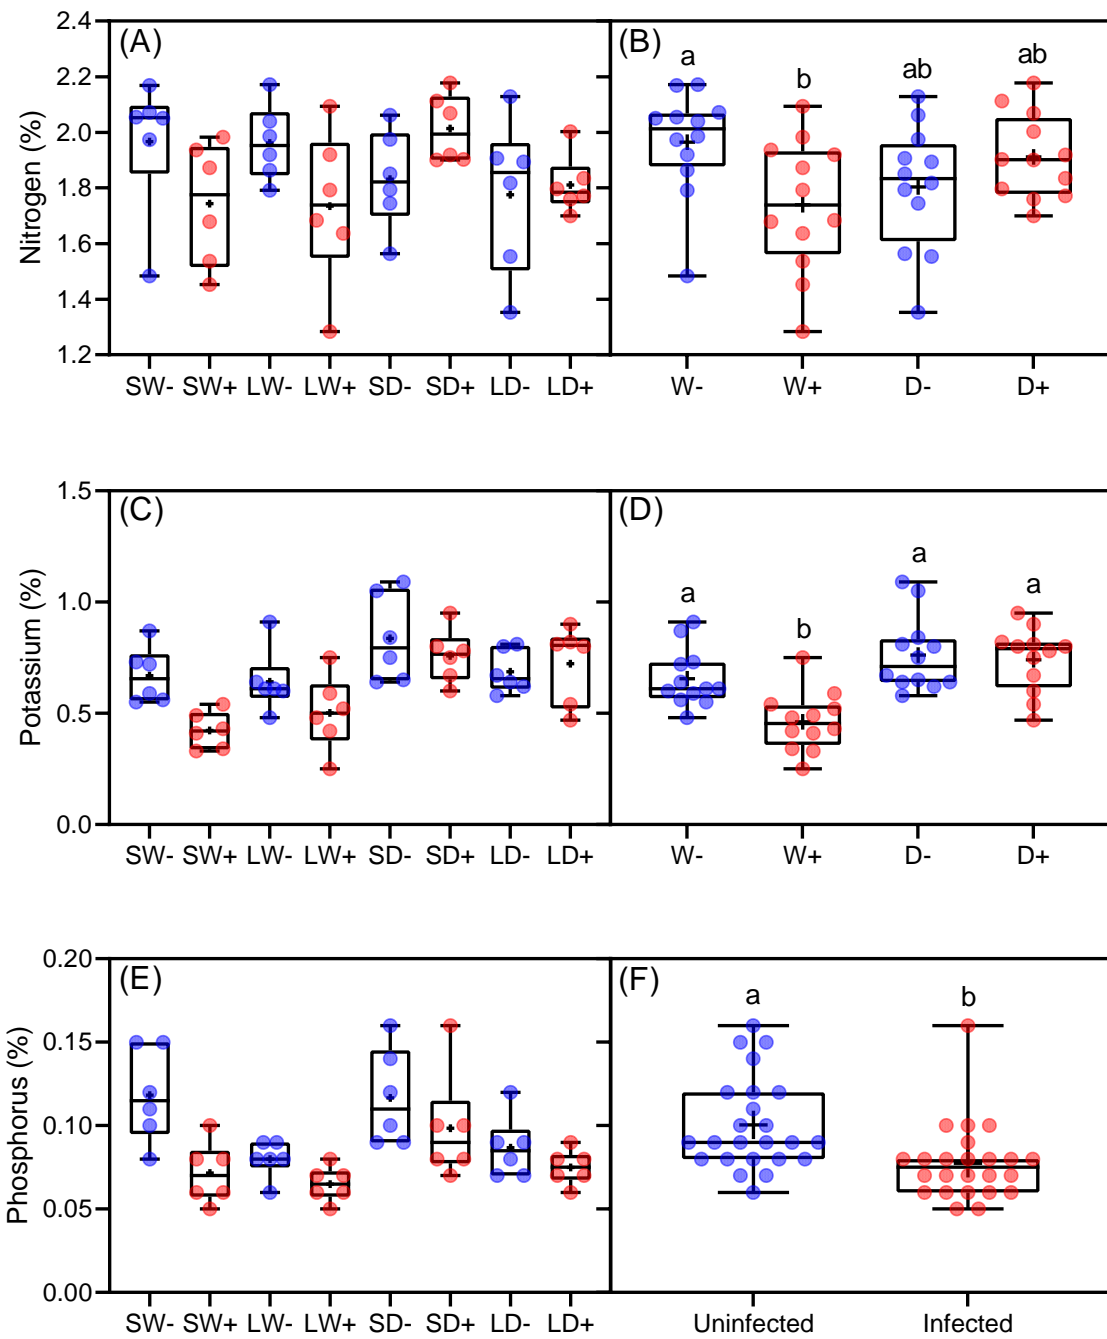 (A)
Nitrogen (%)
2.4
2.2
2.0
1.8
1.6
1.4
1.2
SW- SW+ LW- LW+ SD- SD+ LD- LD+
(B)
a b ab ab
W- W+ D- D+
(C)
Potassium (%)
1.5
1.0
0.5
0.0
SW- SW+ LW- LW+ SD- SD+ LD- LD+
(D)
a b a a
W- W+ D- D+
(E)
Phosphorus (%)
0.20
0.15
0.10
0.05
0.00
SW- SW+ LW- LW+ SD- SD+ LD- LD+
(F)
a b
Uninfected Infected